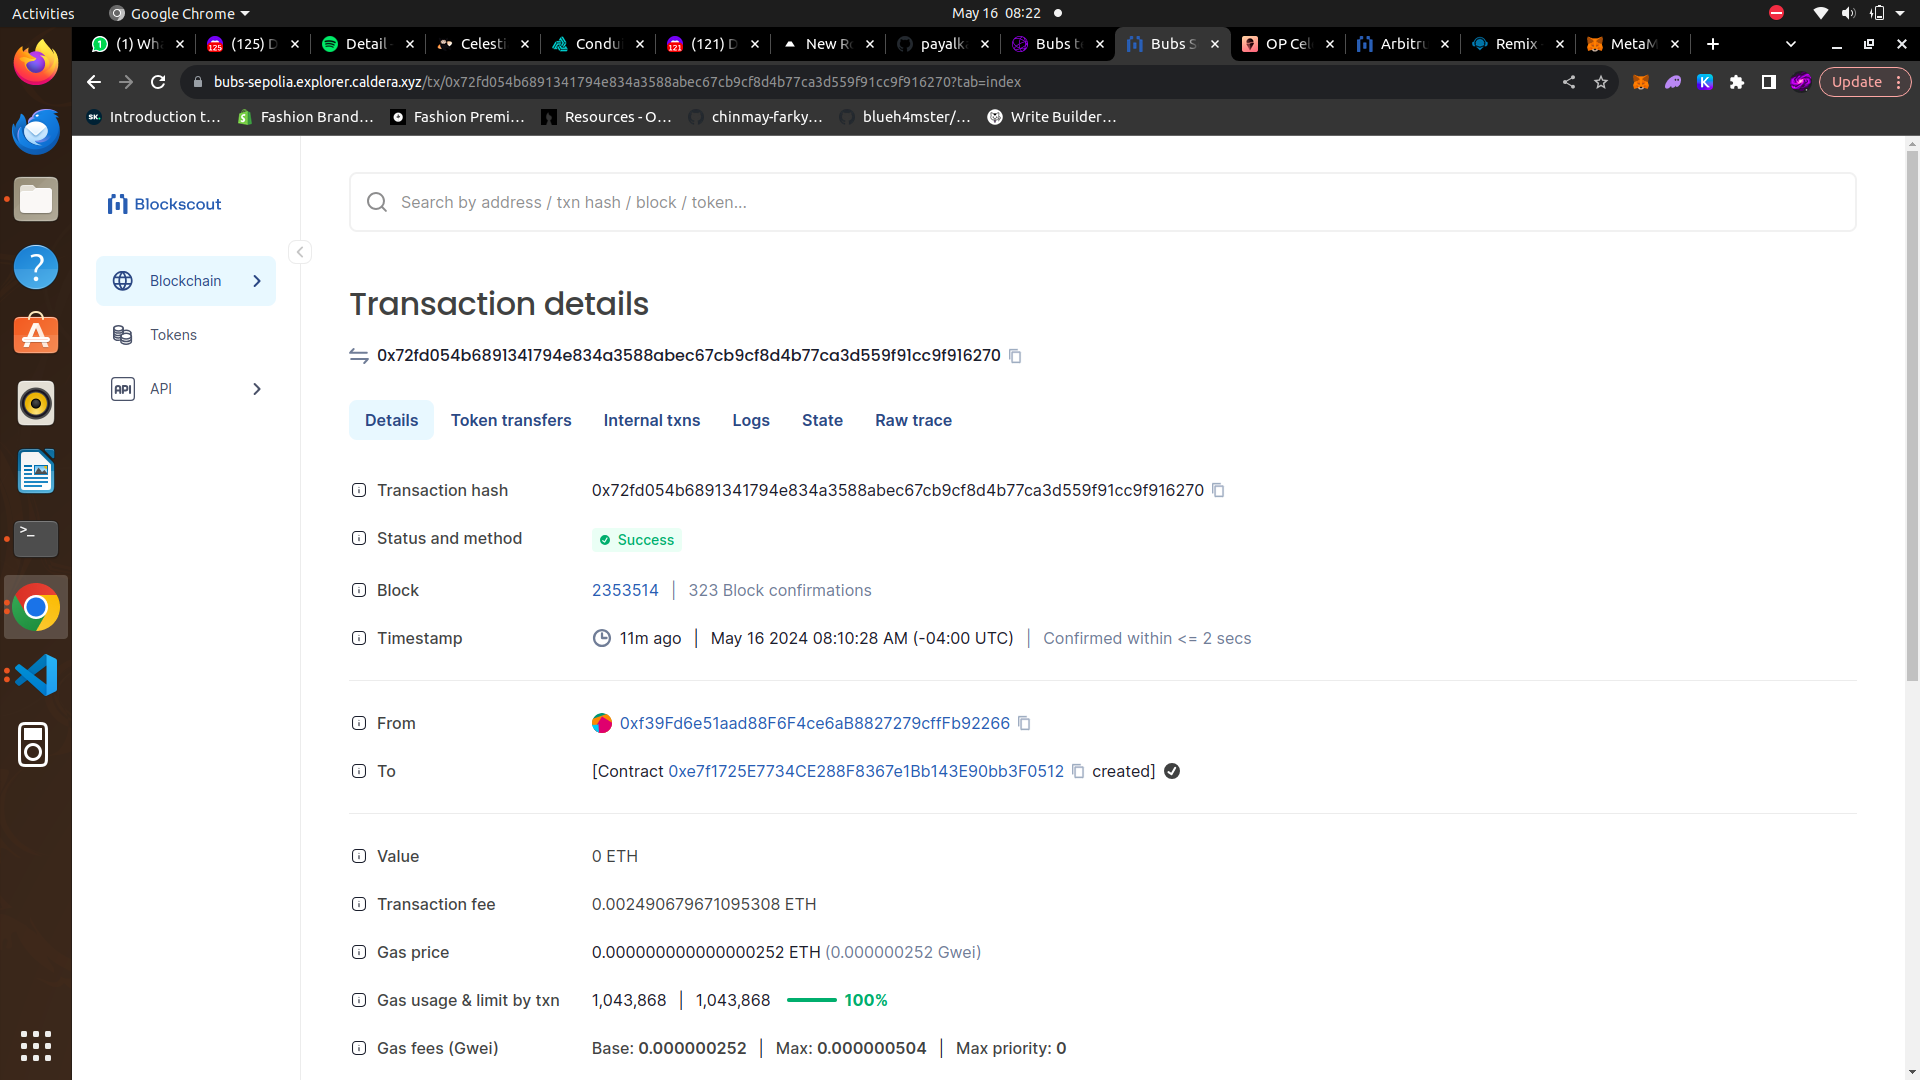 Activities Google Chrome May 16 08:22
(1) Wh (125) D Detail Celesti Condui (121) D New Ro payalka Bubs t Bubs S OP Cel Arbitru Remix - MetaM
bubs-sepolia.explorer.caldera.xyz/tx/0x72fd054b6891341794e834a3588abec67cb9cf8d4b77ca3d559f91cc9f916270?tab=index Update
Introduction t... Fashion Brand... Fashion Premi... Resources - O... chinmay-farky... blueh4mster/... Write Builder...
Blockscout
Search by address / txn hash / block / token...
Blockchain
Tokens
API API
Transaction details
0x72fd054b6891341794e834a3588abec67cb9cf8d4b77ca3d559f91cc9f916270
Details Token transfers Internal txns Logs State Raw trace
Transaction hash 0x72fd054b6891341794e834a3588abec67cb9cf8d4b77ca3d559f91cc9f916270
Status and method Success
Block 2353514 | 323 Block confirmations
Timestamp 11m ago | May 16 2024 08:10:28 AM (-04:00 UTC) | Confirmed within <= 2 secs
From 0xf39Fd6e51aad88F6F4ce6aB8827279cffFb92266
To [Contract 0xe7f1725E7734CE288F8367e1Bb143E90bb3F0512 created]
Value 0 ETH
Transaction fee 0.002490679671095308 ETH
Gas price 0.000000000000000252 ETH (0.000000252 Gwei)
Gas usage & limit by txn 1,043,868 | 1,043,868 100%
Gas fees (Gwei) Base: 0.000000252 | Max: 0.000000504 | Max priority: 0